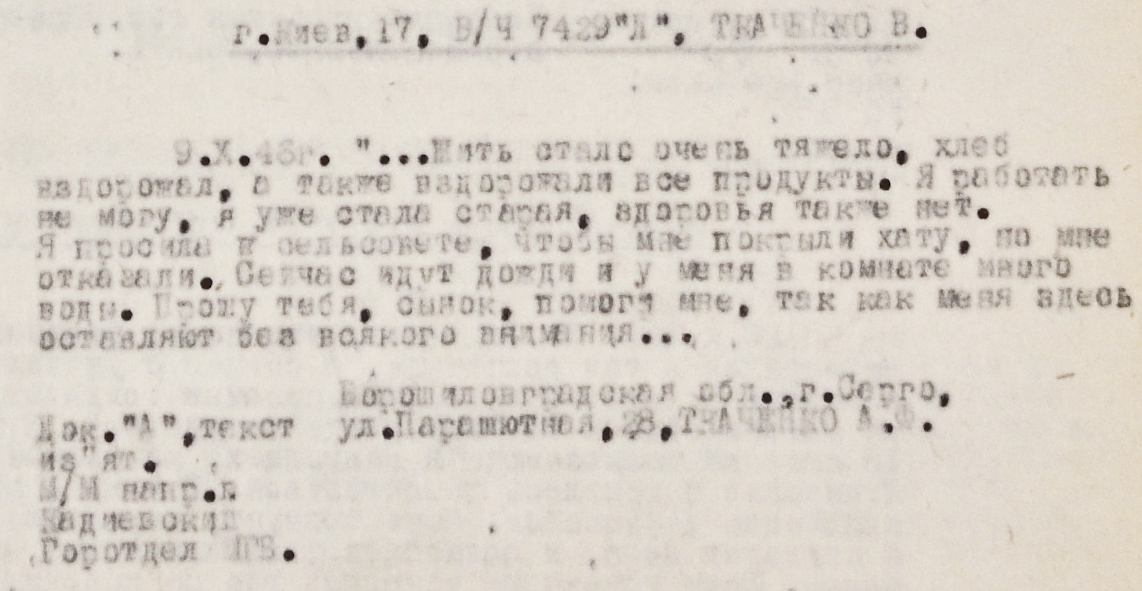 г.Киев,17, В/Ч 7429"Л", ТКАЧЕНКО В.
9.X.46г. "...Жить стало очень тяжело, хлеб
вздорожал, а также вздорожали все продукты. Я работать
не могу, я уже стала старая, здоровья также нет.
Я просила в сельсовете, чтобы мне покрыли хату, но мне
отказали. Сейчас идут дожди и у меня в комнате много
воды. Прошу тебя, сынок, помоги мне, так как меня здесь
оставляют без всякого внимания...
Ворошиловградская обл.,г.Серго,
ул.Парашютная,28,ТКАЧЕНКО А.Ф.
Док."А",текст
из"ят.
М/М напр.в
Кадиевский
Горотдел МГБ.